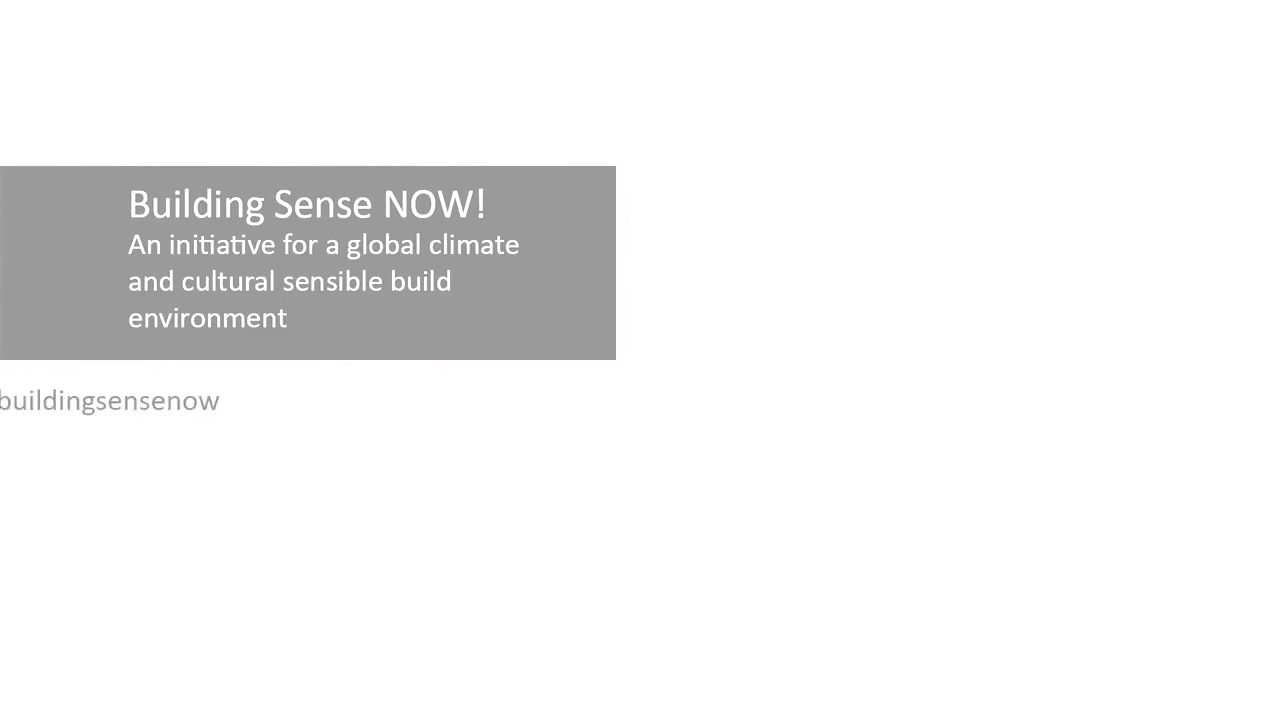 Building Sense NOW!
An initiative for a global climate
and cultural sensible build
environment
buildingsensenow